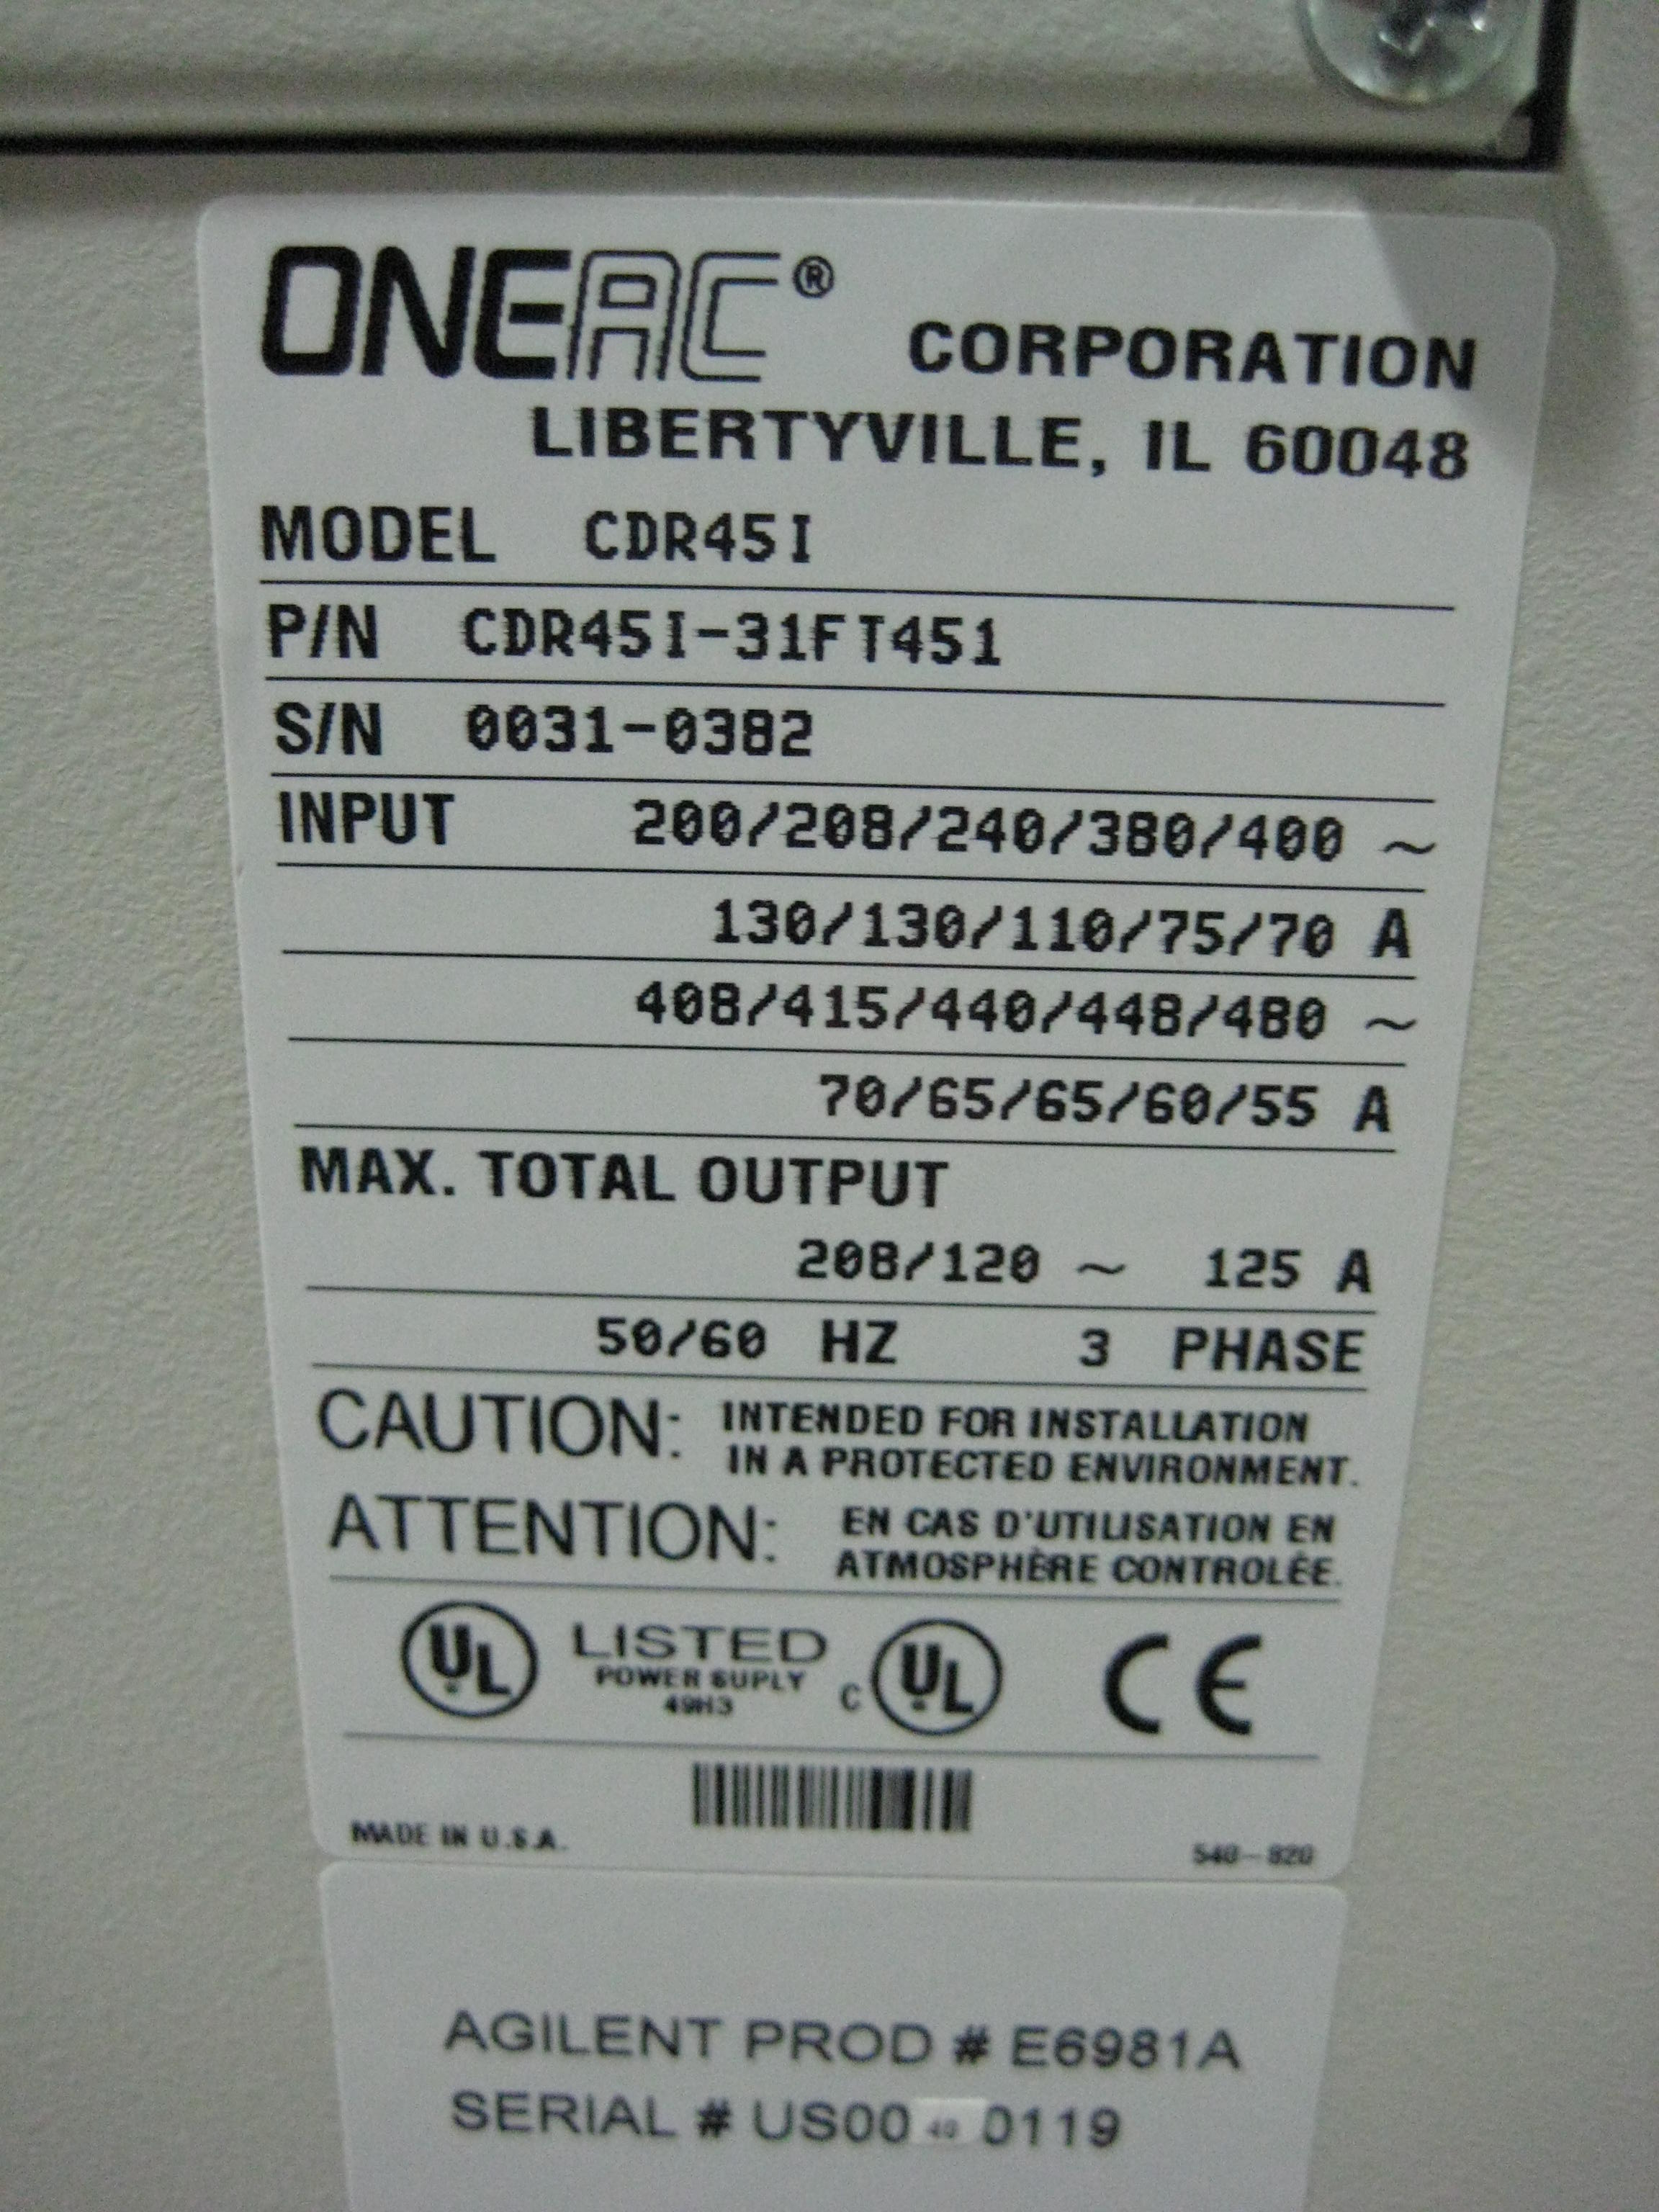 ONEAC® CORPORATION
LIBERTYVILLE, IL 60048
MODEL CDR45I
P/N CDR45I-31FT451
S/N 0031-0382
INPUT 200/208/240/380/400 ~
130/130/110/75/70 A
408/415/440/448/480 ~
70/65/65/60/55 A
MAX. TOTAL OUTPUT
208/120 ~ 125 A
50/60 HZ 3 PHASE
CAUTION: INTENDED FOR INSTALLATION
IN A PROTECTED ENVIRONMENT.
ATTENTION: EN CAS D'UTILISATION EN
ATMOSPHÈRE CONTROLÉE.
UL LISTED
POWER SUPLY
49H3
C UL CE
MADE IN U.S.A.
540-820
AGILENT PROD # E6981A
SERIAL # US00 40 0119